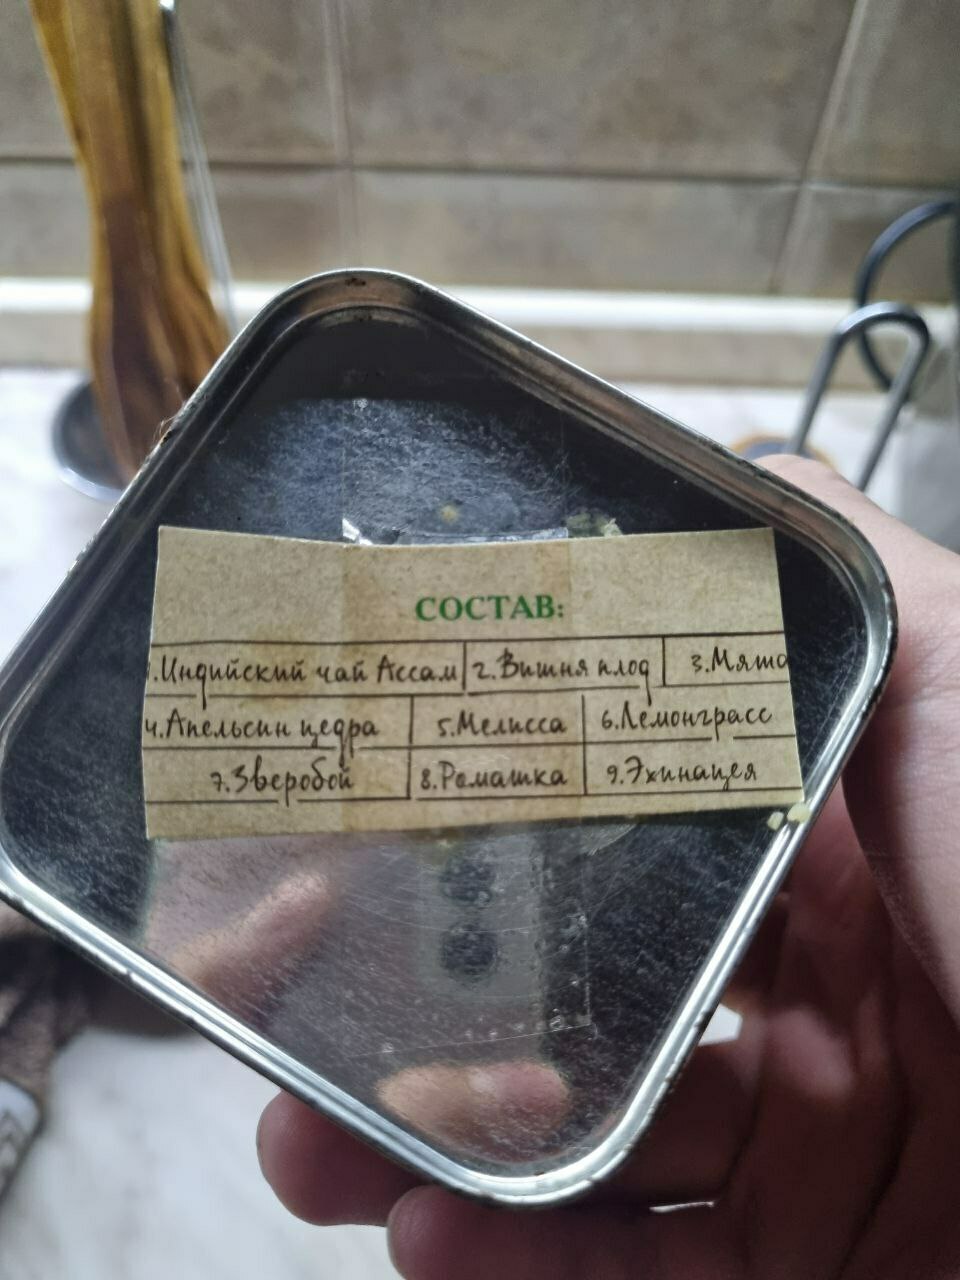 СОСТАВ:
1.Индийский чай Ассам 2.Вишня плод 3.Мята
4.Апельсин цедра 5.Мелисса 6.Лемонграсс
7.Зверобой 8.Ромашка 9.Эхинацея